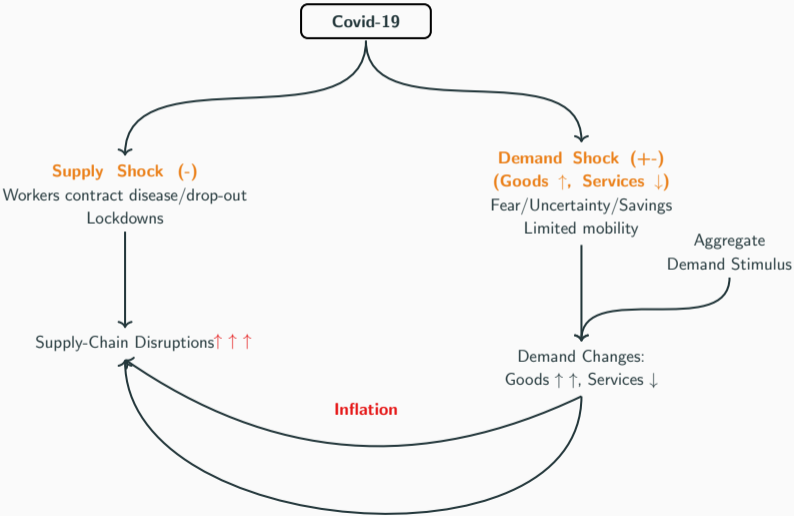 Covid-19
Supply Shock (-)
Workers contract disease/drop-out
Lockdowns
Demand Shock (+-)
(Goods ↑, Services ↓)
Fear/Uncertainty/Savings
Limited mobility
Aggregate
Demand Stimulus
Supply-Chain Disruptions↑ ↑ ↑
Demand Changes:
Goods ↑ ↑, Services ↓
Inflation